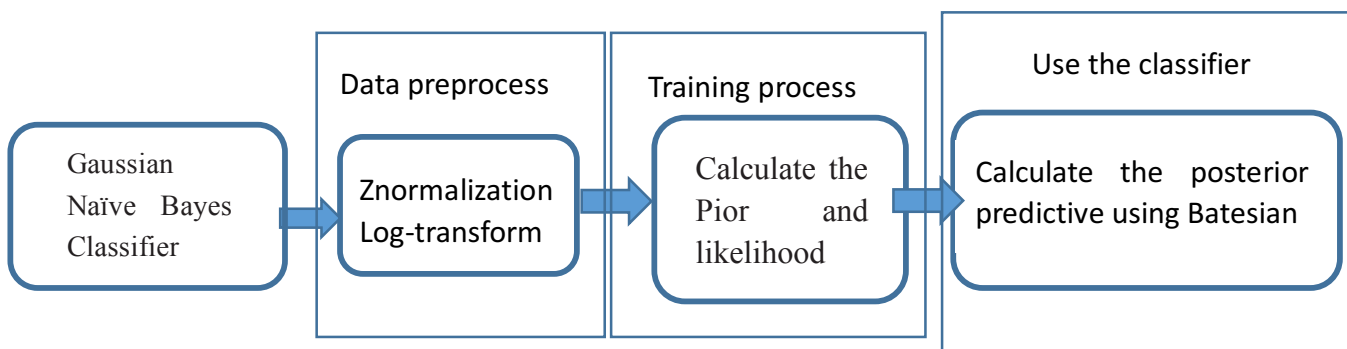 Gaussian
Naïve Bayes
Classifier
Data preprocess
Znormalization
Log-transform
Training process
Calculate the
Pior and
likelihood
Use the classifier
Calculate the posterior
predictive using Batesian